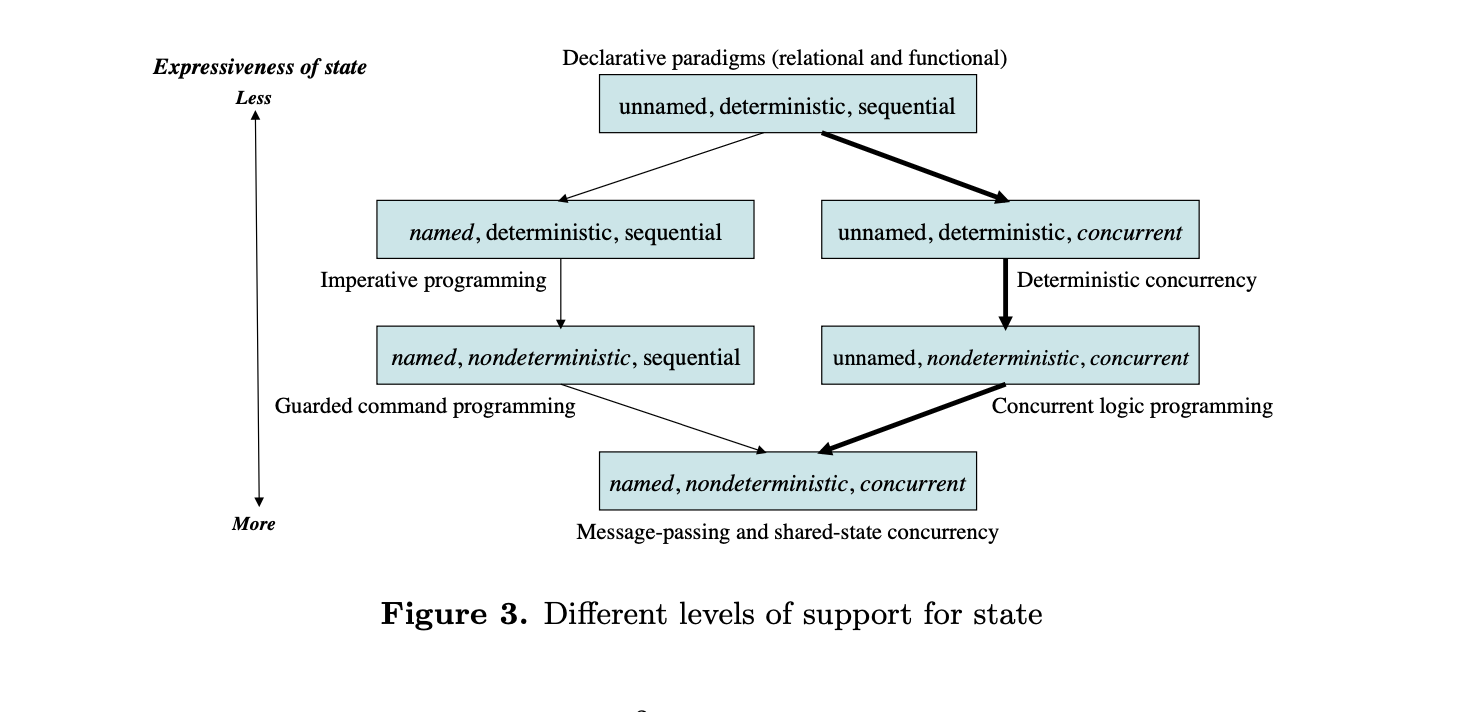 Declarative paradigms (relational and functional)
Expressiveness of state
Less
unnamed, deterministic, sequential
named, deterministic, sequential
unnamed, deterministic, concurrent
Imperative programming
Deterministic concurrency
named, nondeterministic, sequential
unnamed, nondeterministic, concurrent
Guarded command programming
Concurrent logic programming
named, nondeterministic, concurrent
More
Message-passing and shared-state concurrency
Figure 3. Different levels of support for state